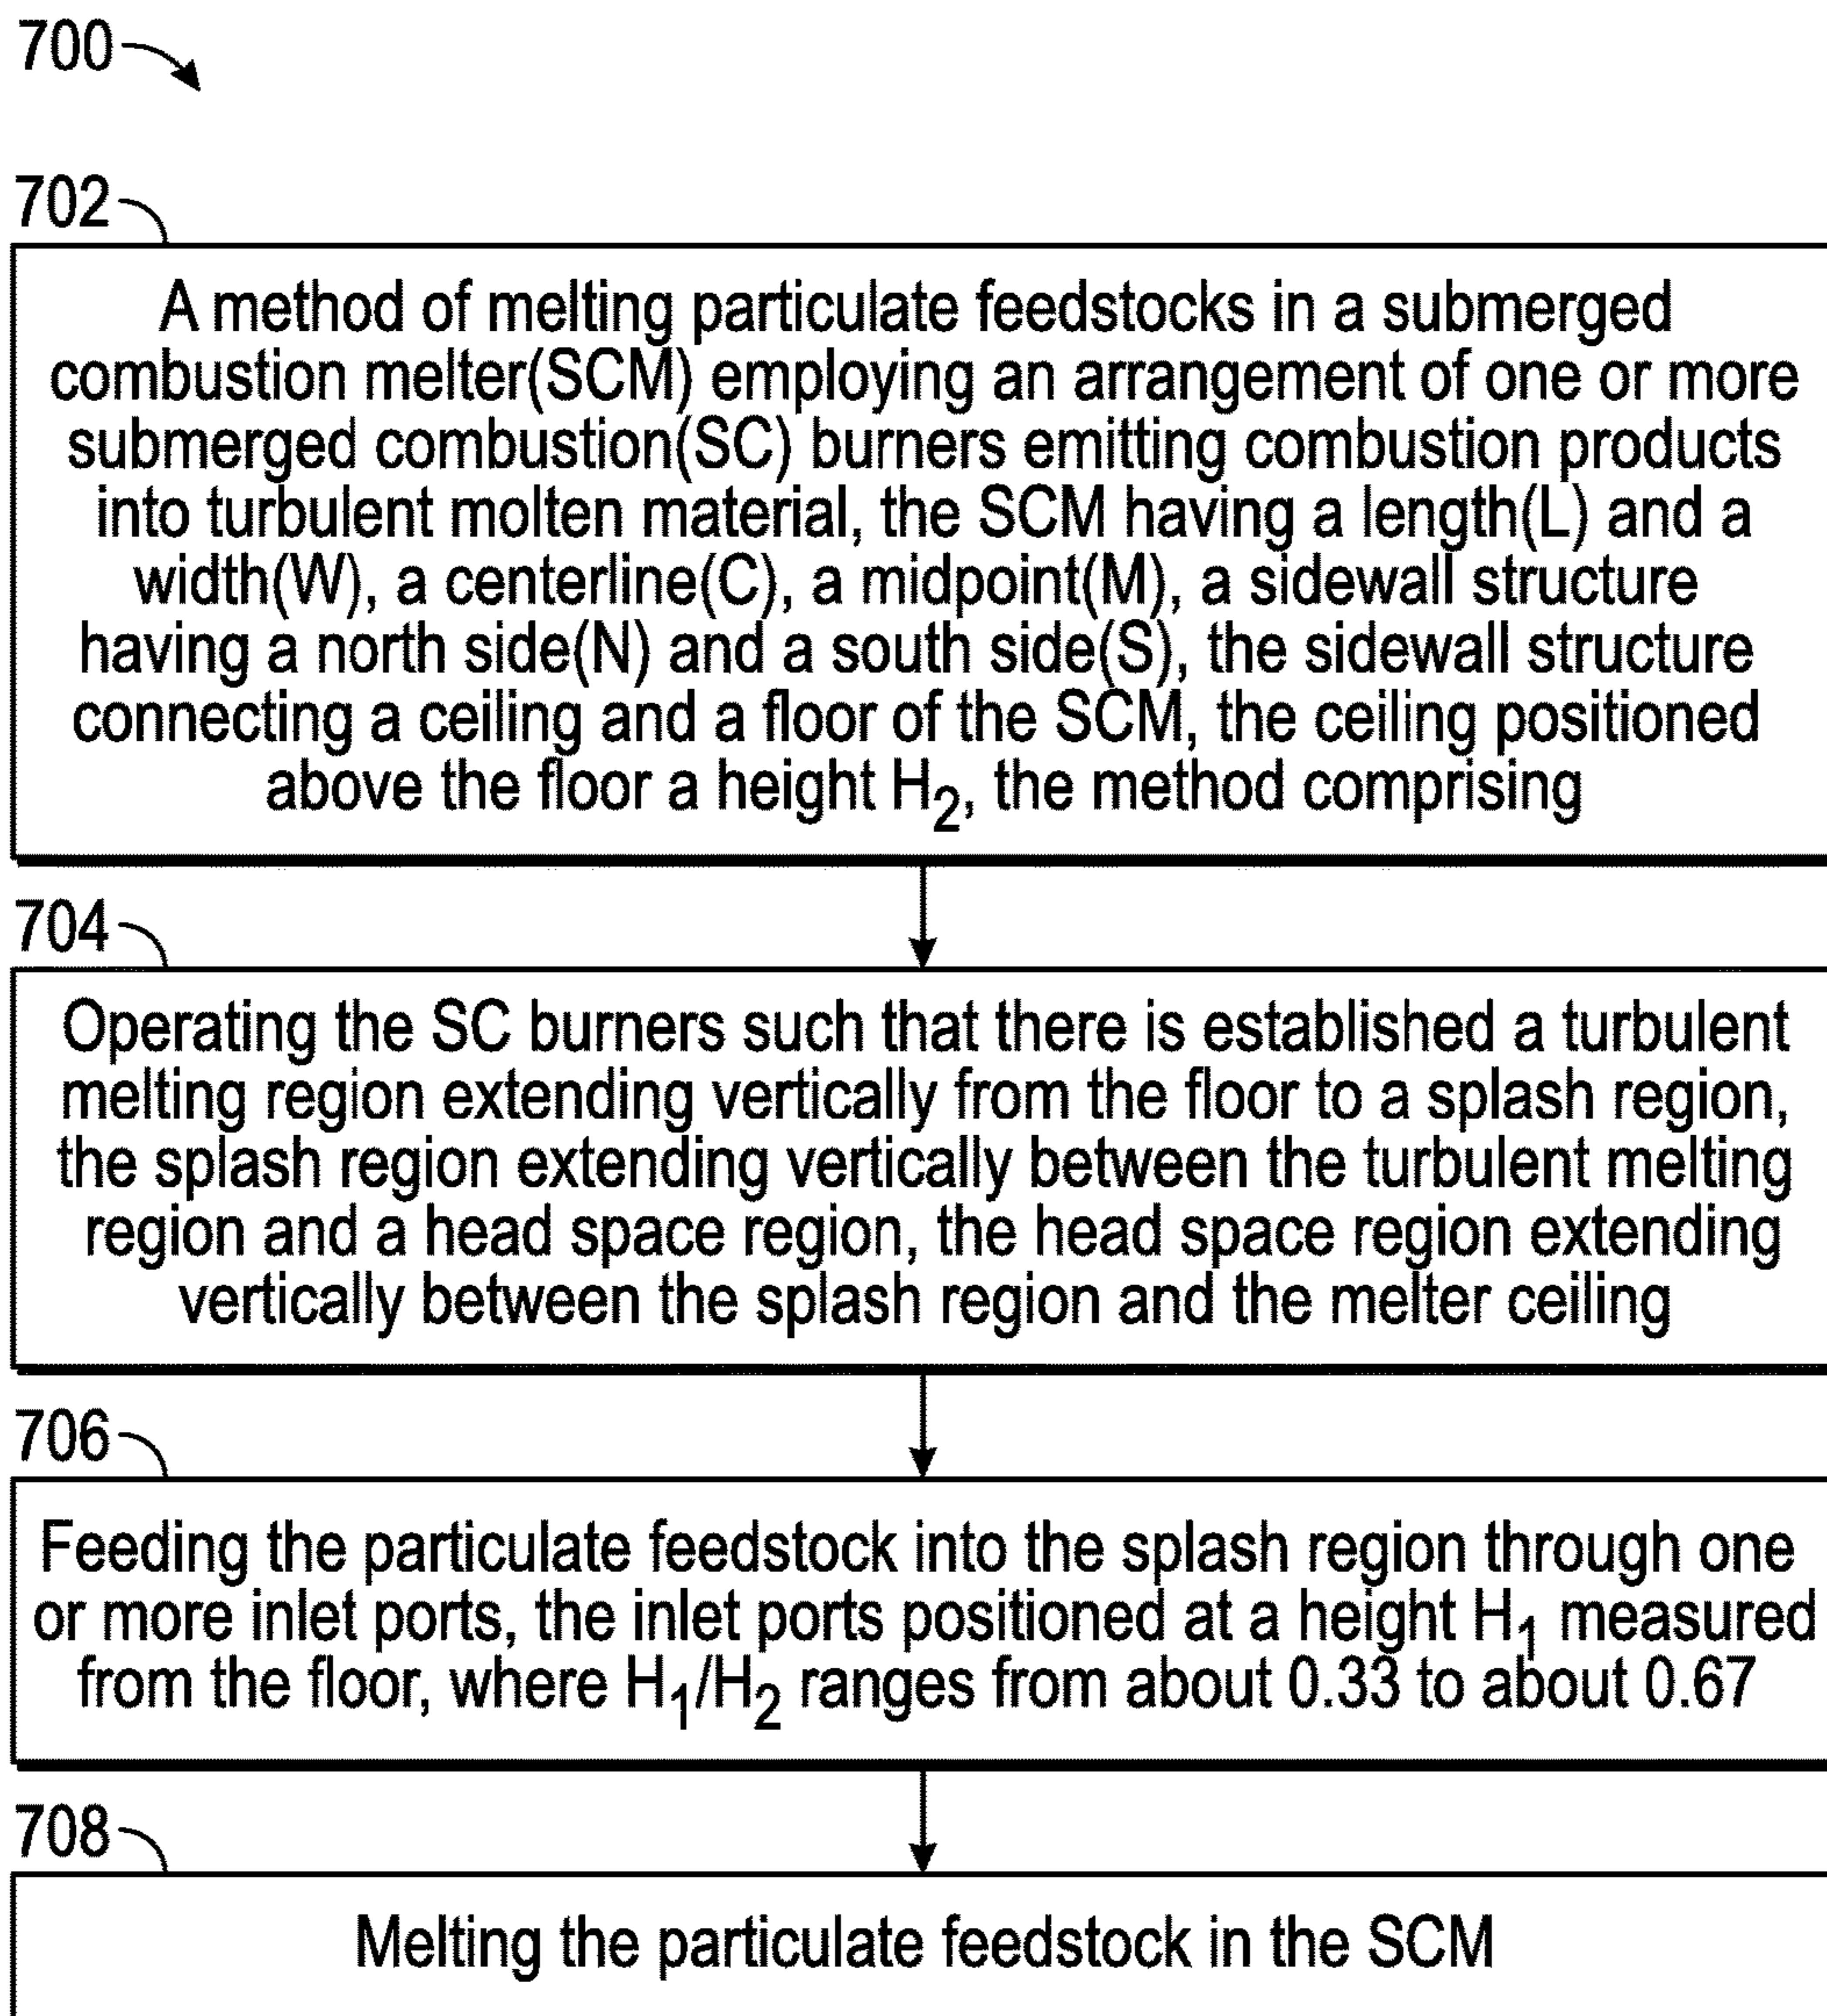 700
702
A method of melting particulate feedstocks in a submerged
combustion melter(SCM) employing an arrangement of one or more
submerged combustion(SC) burners emitting combustion products
into turbulent molten material, the SCM having a length(L) and a
width(W), a centerline(C), a midpoint(M), a sidewall structure
having a north side(N) and a south side(S), the sidewall structure
connecting a ceiling and a floor of the SCM, the ceiling positioned
above the floor a height H₂, the method comprising
704
Operating the SC burners such that there is established a turbulent
melting region extending vertically from the floor to a splash region,
the splash region extending vertically between the turbulent melting
region and a head space region, the head space region extending
vertically between the splash region and the melter ceiling
706
Feeding the particulate feedstock into the splash region through one
or more inlet ports, the inlet ports positioned at a height H₁ measured
from the floor, where H₁/H₂ ranges from about 0.33 to about 0.67
708
Melting the particulate feedstock in the SCM